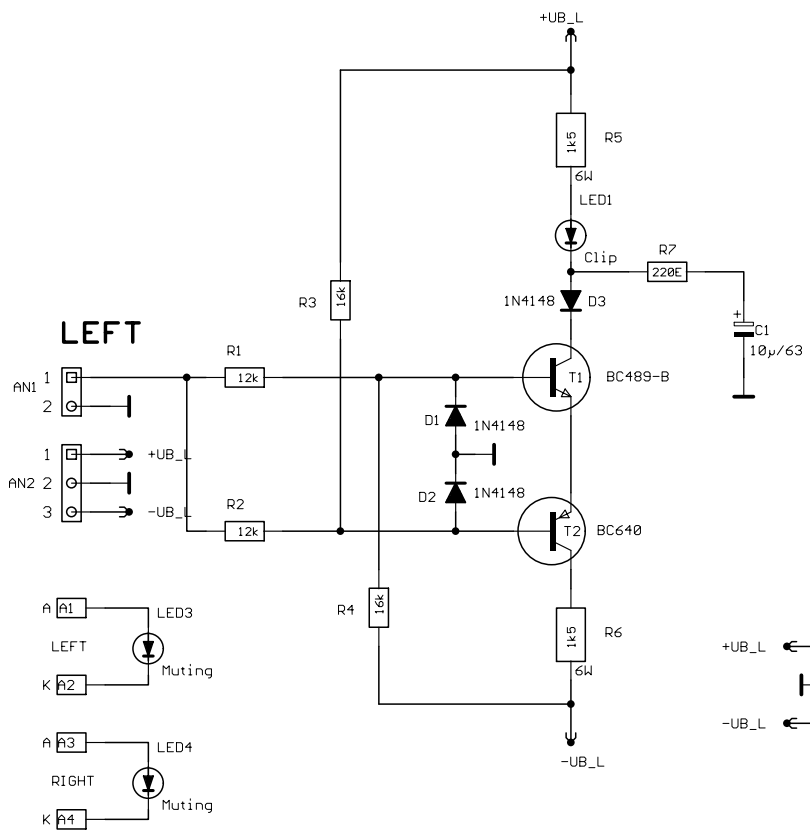 +UB_L
1k5 R5
6W
LED1
Clip
R7
220E
1N4148 D3
R3 16k
+
C1
10µ/63
LEFT
R1
12k
AN1 1
2
T1 BC489-B
D1 1N4148
AN2 1 +UB_L
2
3 -UB_L
D2 1N4148
R2
12k
T2 BC640
R4 16k
1k5 R6
6W
-UB_L
A A1 LED3
LEFT
Muting
K A2
A A3 LED4
RIGHT
Muting
K A4
+UB_L
-UB_L